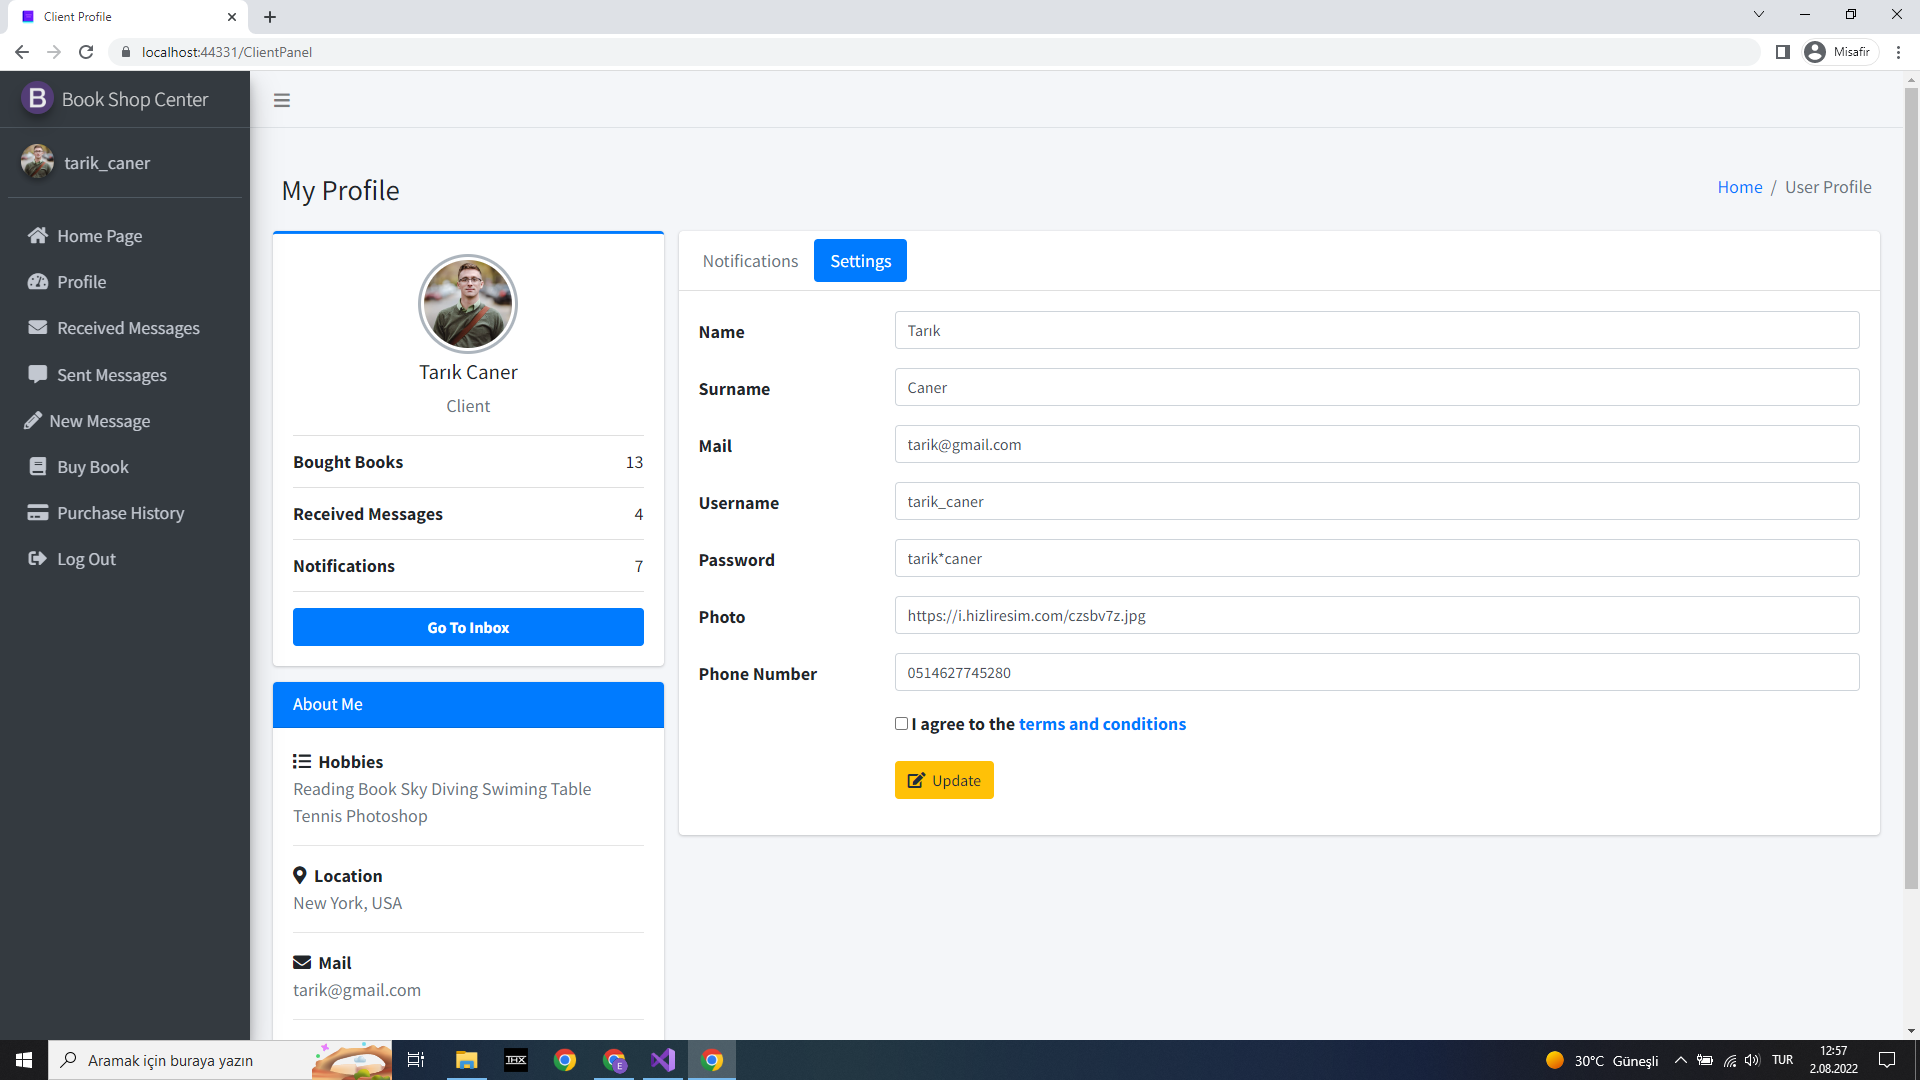 Client Profile
localhost:44331/ClientPanel
Misafir
B Book Shop Center
tarik_caner
Home Page
Profile
Received Messages
Sent Messages
New Message
Buy Book
Purchase History
Log Out
My Profile
Home / User Profile
Tarık Caner
Client
Bought Books 13
Received Messages 4
Notifications 7
Go To Inbox
About Me
Hobbies
Reading Book Sky Diving Swiming Table
Tennis Photoshop
Location
New York, USA
Mail
tarik@gmail.com
Notifications Settings
Name Tarık
Surname Caner
Mail tarik@gmail.com
Username tarik_caner
Password tarik*caner
Photo https://i.hizliresim.com/czsbv7z.jpg
Phone Number 0514627745280
I agree to the terms and conditions
Update
Aramak için buraya yazın
THX
E
30°C Güneşli
TUR
12:57
2.08.2022